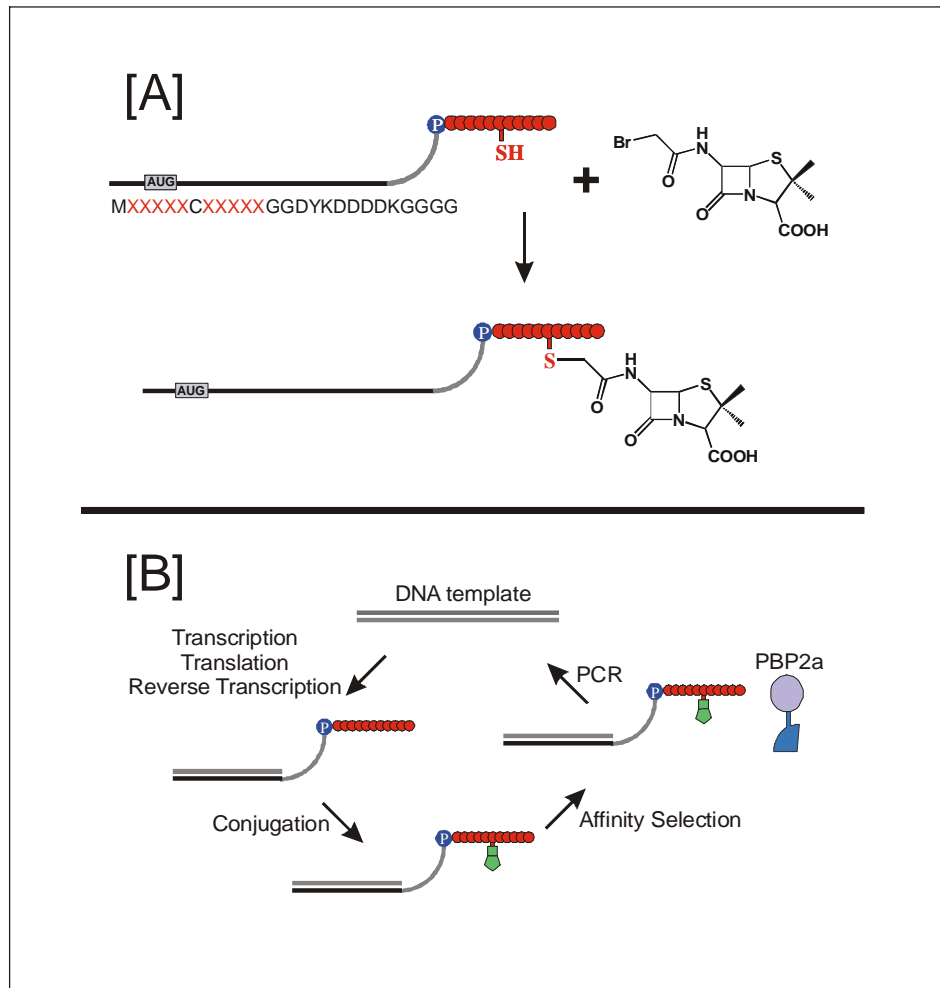 [A]
P
SH
+
Br
O
H
N
S
O
N
COOH
AUG
MXXXXXCXXXXXGGDYKDDDDKGGGG
P
S
O
H
N
S
O
N
COOH
AUG
[B]
DNA template
Transcription
Translation
Reverse Transcription
PCR
PBP2a
P
P
Conjugation
Affinity Selection
P